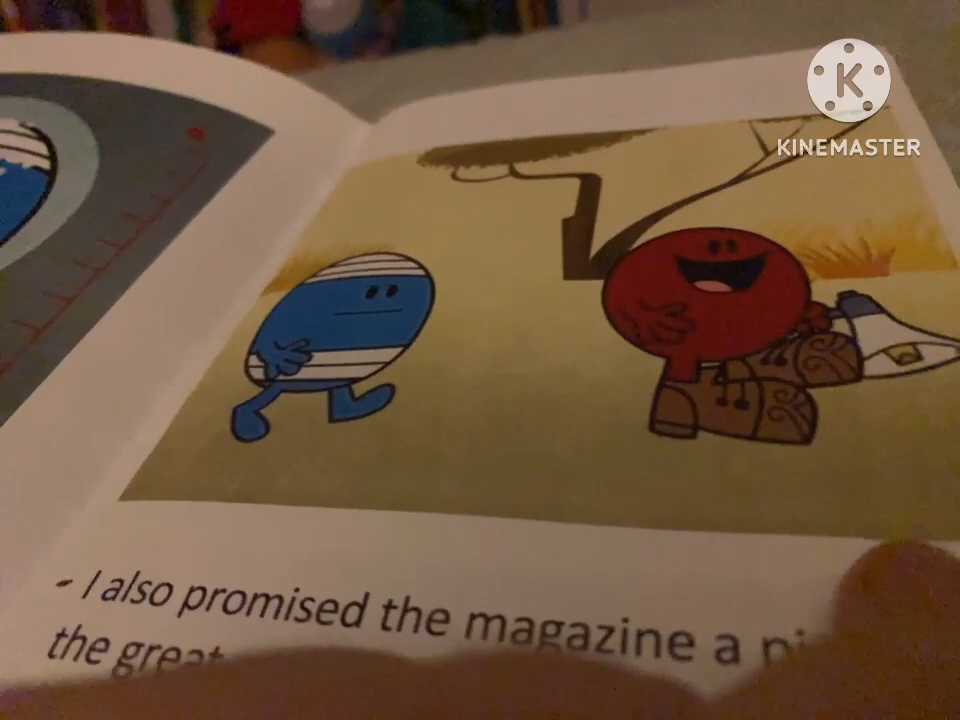 K
KINEMASTER
- I also promised the magazine a
the great